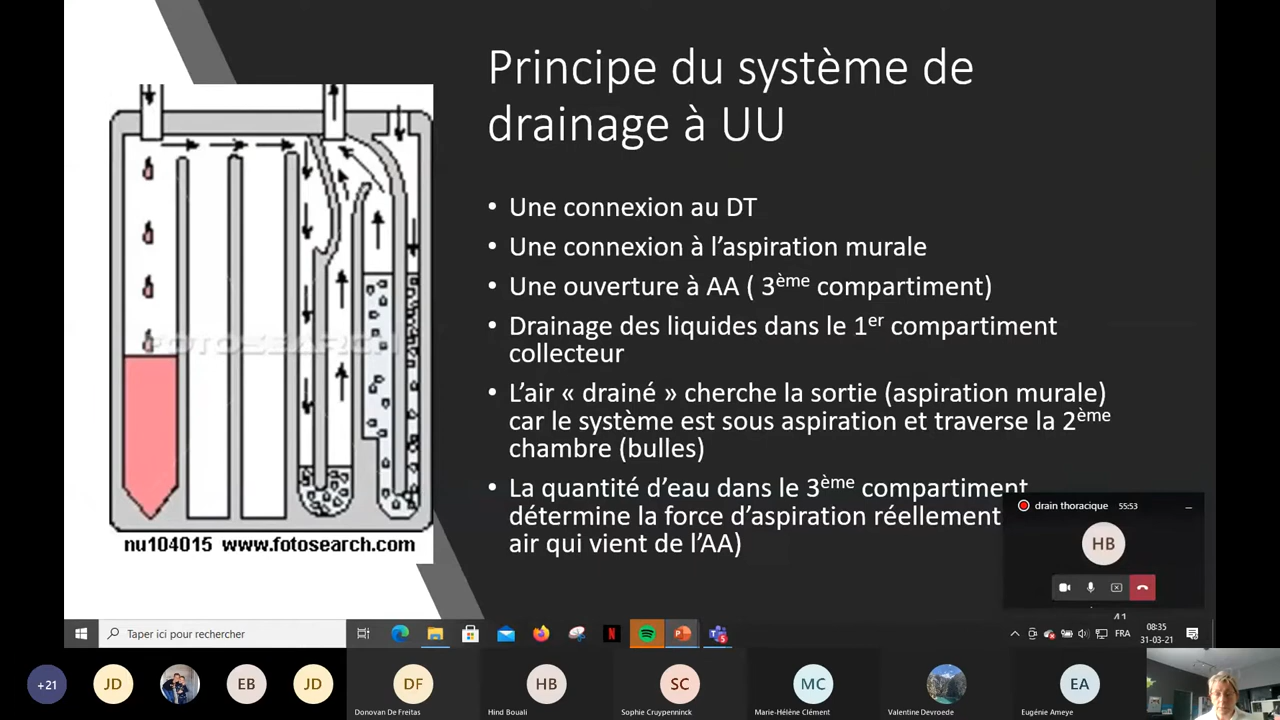 Principe du système de
drainage à UU
• Une connexion au DT
• Une connexion à l’aspiration murale
• Une ouverture à AA ( 3ème compartiment)
• Drainage des liquides dans le 1er compartiment
collecteur
• L’air « drainé » cherche la sortie (aspiration murale)
car le système est sous aspiration et traverse la 2ème
chambre (bulles)
• La quantité d’eau dans le 3ème compartiment
détermine la force d’aspiration réellement
air qui vient de l’AA)
FOTOSEARCH
nu104015 www.fotosearch.com
drain thoracique 55:53
HB
41
Taper ici pour rechercher
FRA
08:35
31-03-21
+21
JD
EB
JD
DF
HB
SC
MC
EA
Donovan De Freitas
Hind Bouali
Sophie Cruypenninck
Marie-Hélène Clément
Valentine Devroede
Eugénie Ameye